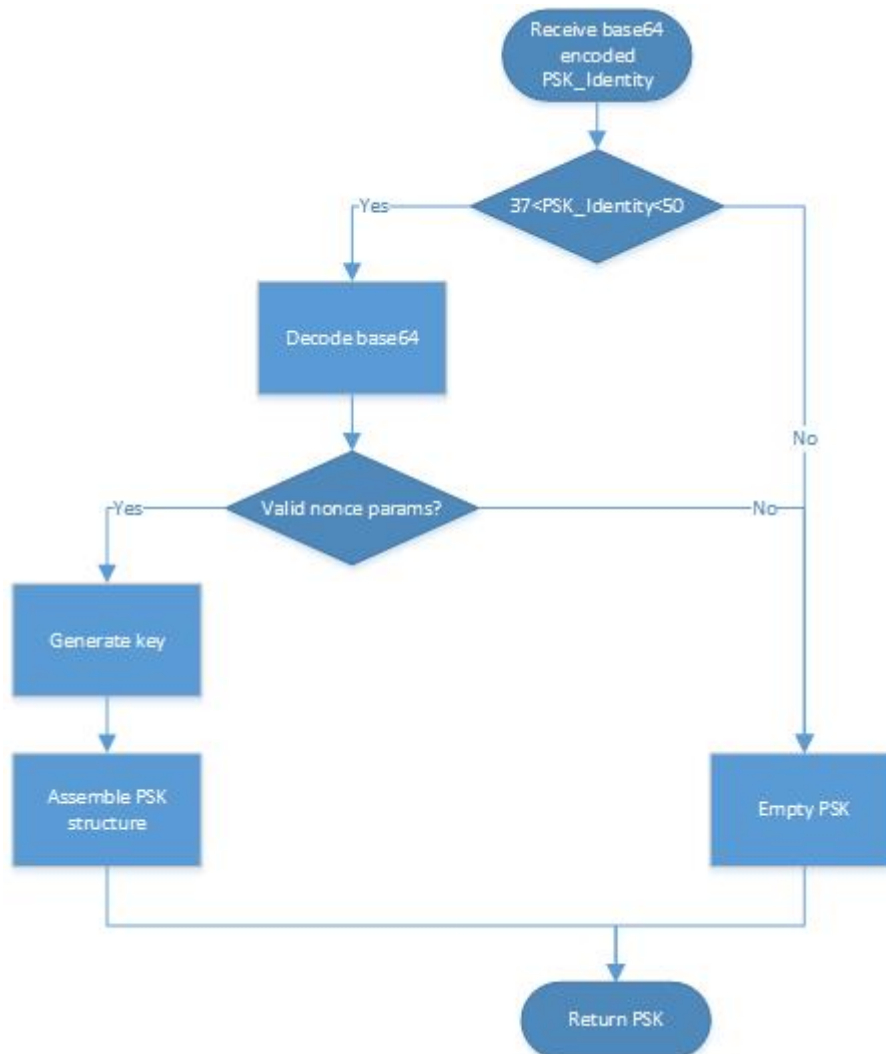 Receive base64
encoded
PSK_Identity
37<PSK_Identity<50
Yes
Decode base64
No
Valid nonce params?
Yes
No
Generate key
Assemble PSK
structure
Empty PSK
Return PSK